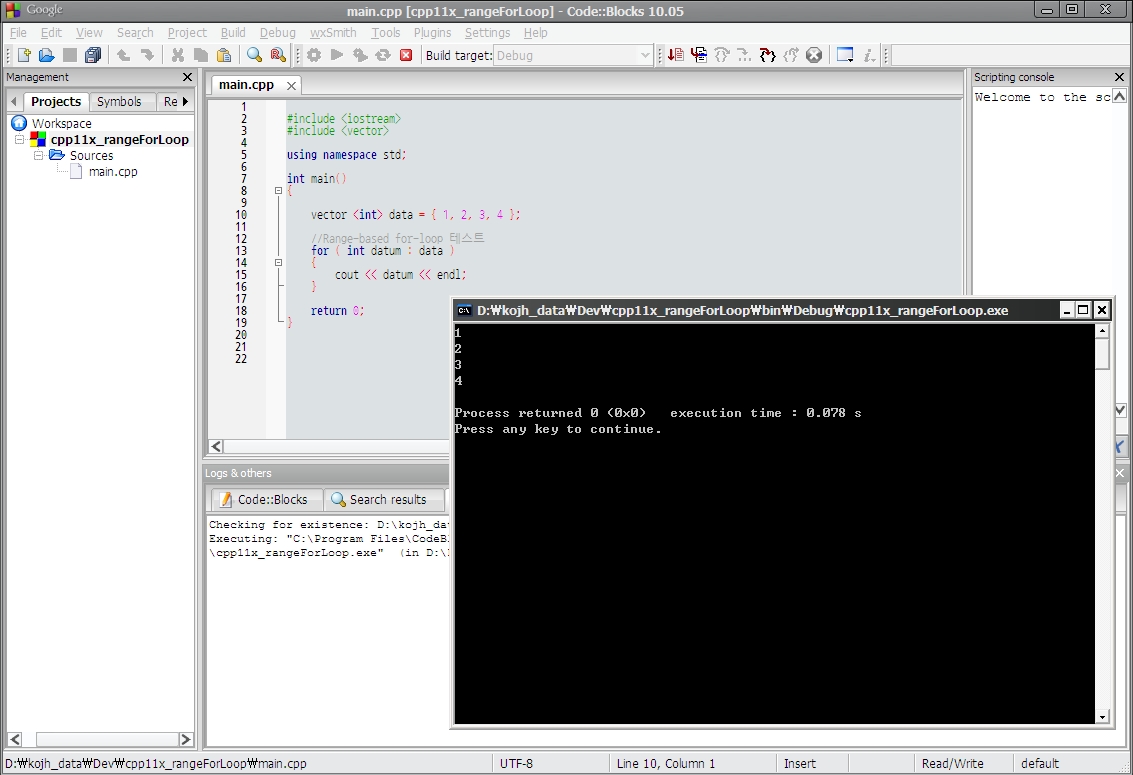 Google
main.cpp [cpp11x_rangeForLoop] - Code::Blocks 10.05
File Edit View Search Project Build Debug wxSmith Tools Plugins Settings Help
Build target: Debug
Management
Projects Symbols Re
Workspace
cpp11x_rangeForLoop
Sources
main.cpp
main.cpp
1
2 #include <iostream>
3 #include <vector>
4
5 using namespace std;
6
7 int main()
8 {
9
10 vector <int> data = { 1, 2, 3, 4 };
11
12 //Range-based for-loop 테스트
13 for ( int datum : data )
14 {
15 cout << datum << endl;
16 }
17
18 return 0;
19 }
20
21
22
Scripting console
Welcome to the sc
D:₩kojh_data₩Dev₩cpp11x_rangeForLoop₩bin₩Debug₩cpp11x_rangeForLoop.exe
1
2
3
4
Process returned 0 (0x0)   execution time : 0.078 s
Press any key to continue.
Logs & others
Code::Blocks Search results
Checking for existence: D:\kojh_da
Executing: "C:\Program Files\CodeB
\cpp11x_rangeForLoop.exe"  (in D:\
D:₩kojh_data₩Dev₩cpp11x_rangeForLoop₩main.cpp UTF-8 Line 10, Column 1 Insert Read/Write default